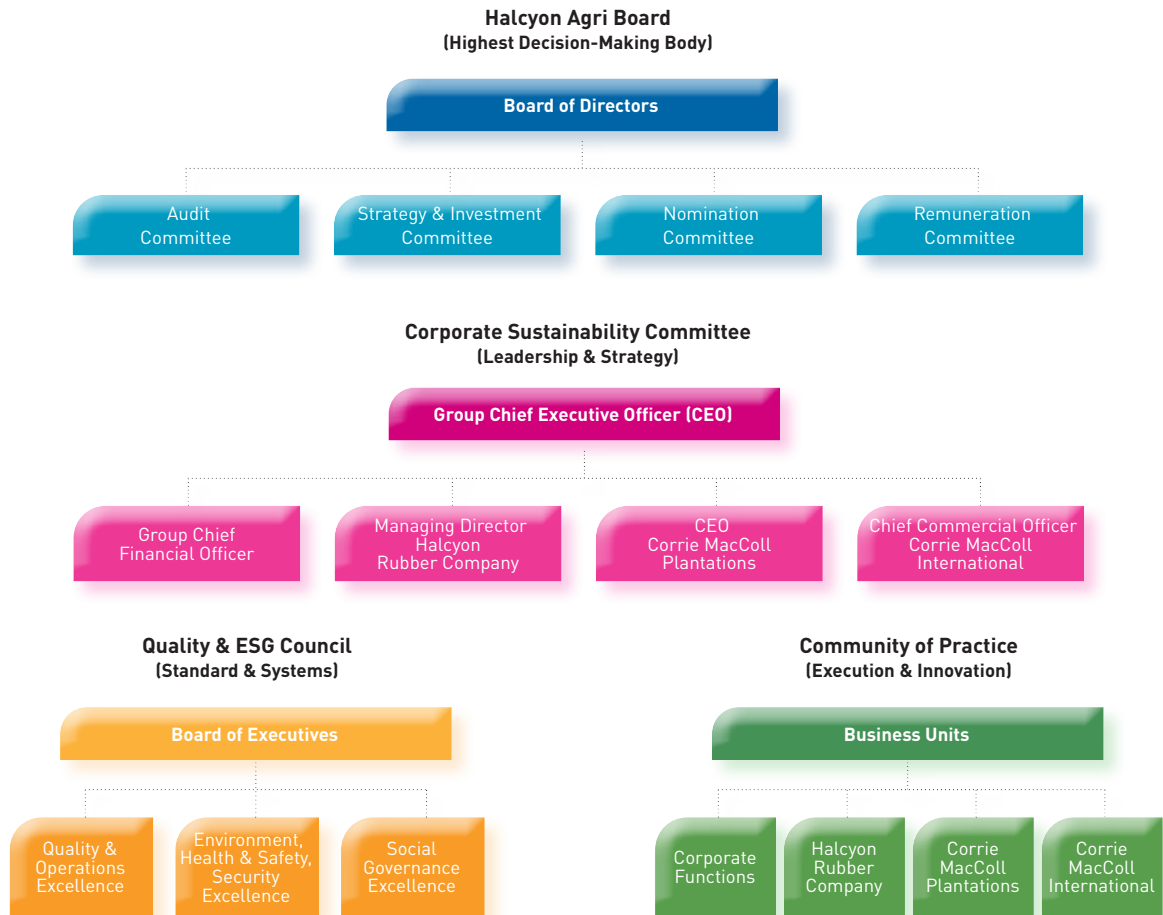 Halcyon Agri Board
(Highest Decision-Making Body)
Board of Directors
Audit
Committee
Strategy & Investment
Committee
Nomination
Committee
Remuneration
Committee
Corporate Sustainability Committee
(Leadership & Strategy)
Group Chief Executive Officer (CEO)
Group Chief
Financial Officer
Managing Director
Halcyon
Rubber Company
CEO
Corrie MacColl
Plantations
Chief Commercial Officer
Corrie MacColl
International
Quality & ESG Council
(Standard & Systems)
Board of Executives
Quality &
Operations
Excellence
Environment,
Health & Safety,
Security
Excellence
Social
Governance
Excellence
Community of Practice
(Execution & Innovation)
Business Units
Corporate
Functions
Halcyon
Rubber
Company
Corrie
MacColl
Plantations
Corrie
MacColl
International